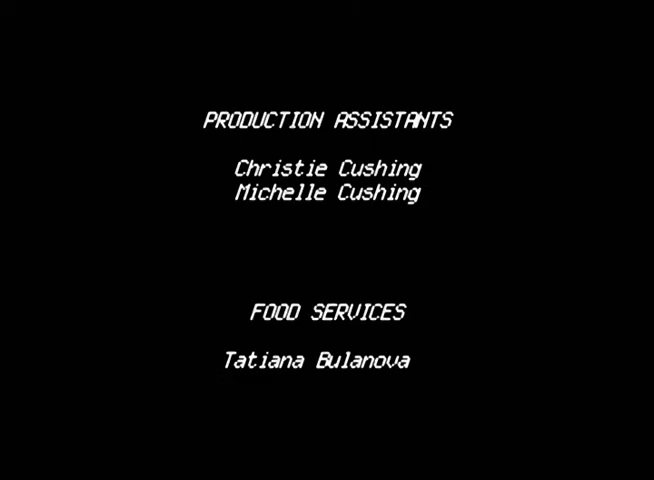 PRODUCTION ASSISTANTS
Christie Cushing
Michelle Cushing
FOOD SERVICES
Tatiana Bulanova